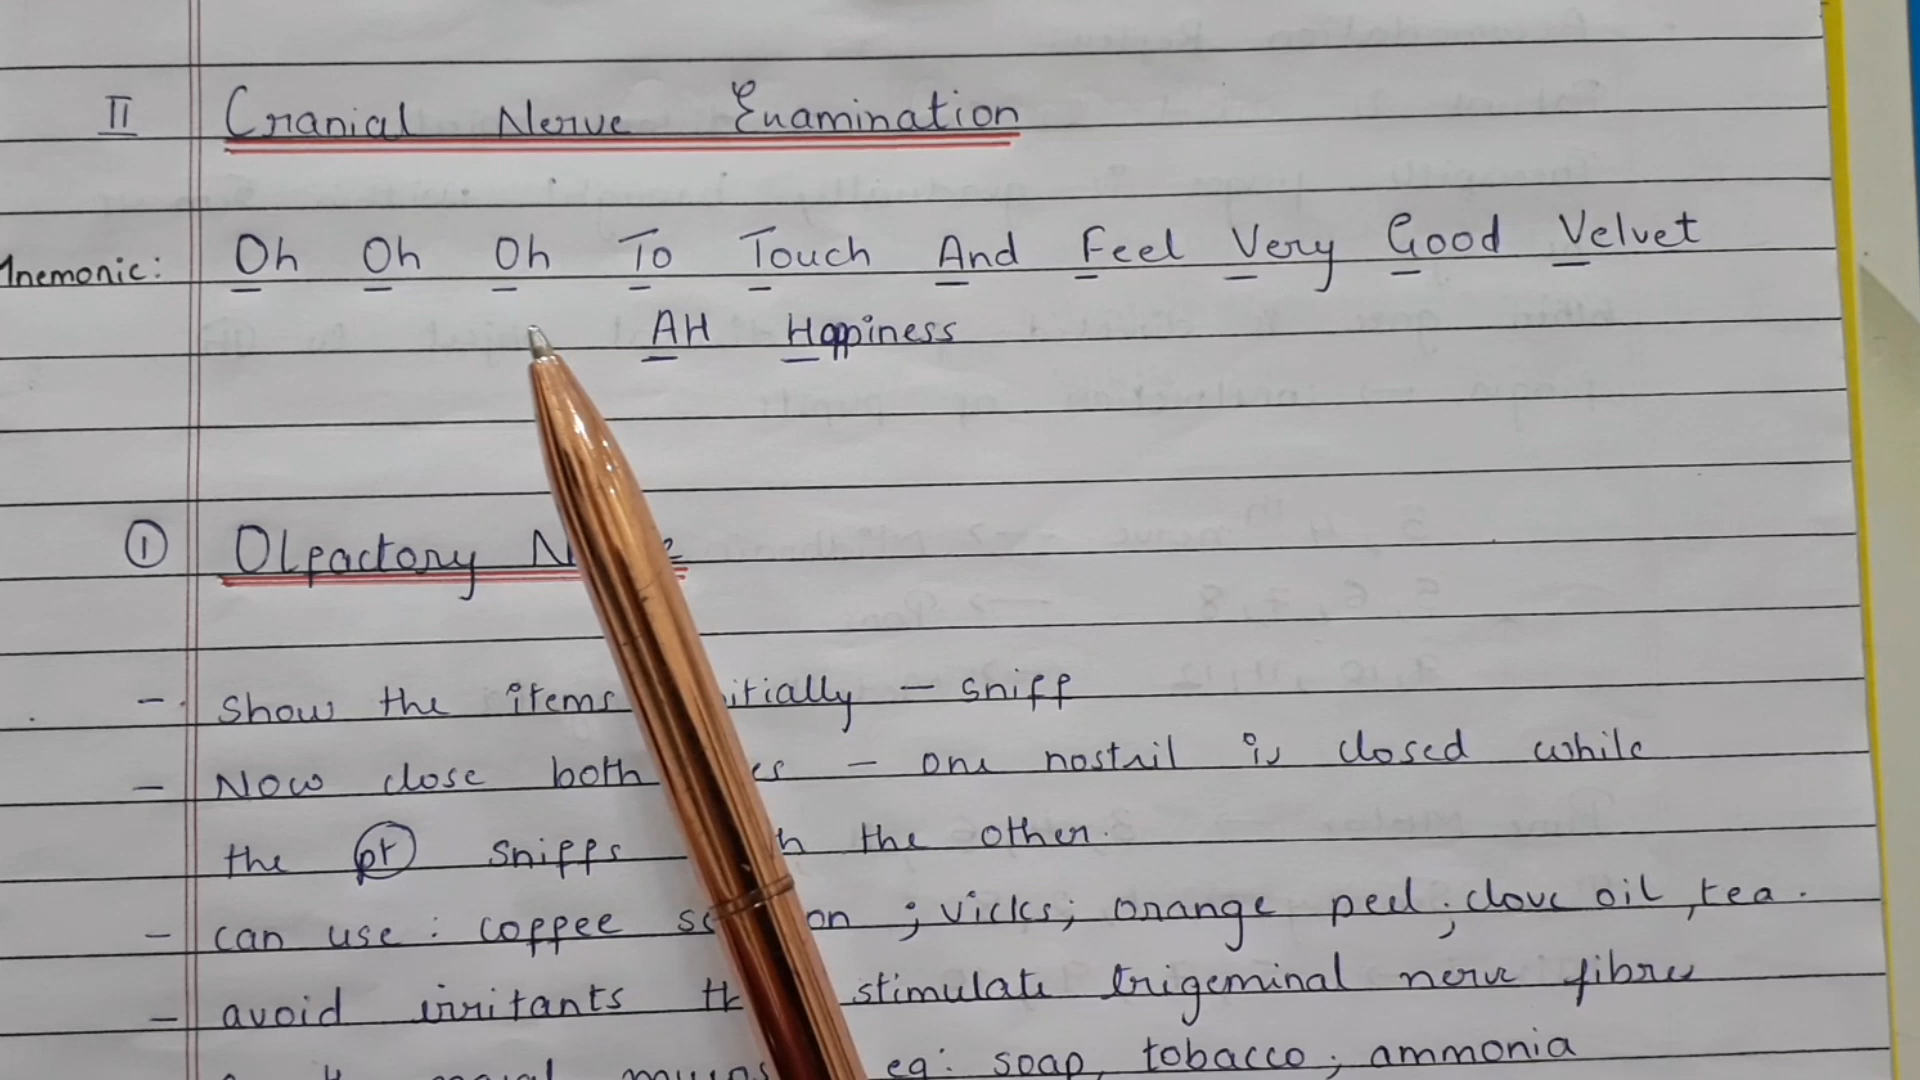 II Cranial Nerve Examination
Mnemonic: Oh Oh Oh To Touch And Feel Very Good Velvet
AH Happiness
① Olfactory
- show the items - sniff
- Now close both - one nostril is closed while
the pt sniffs the other.
- can use: coffee ; vicks; orange peel; clove oil, tea.
- avoid irritants stimulate trigeminal nerve fibres
eg: soap, tobacco, ammonia